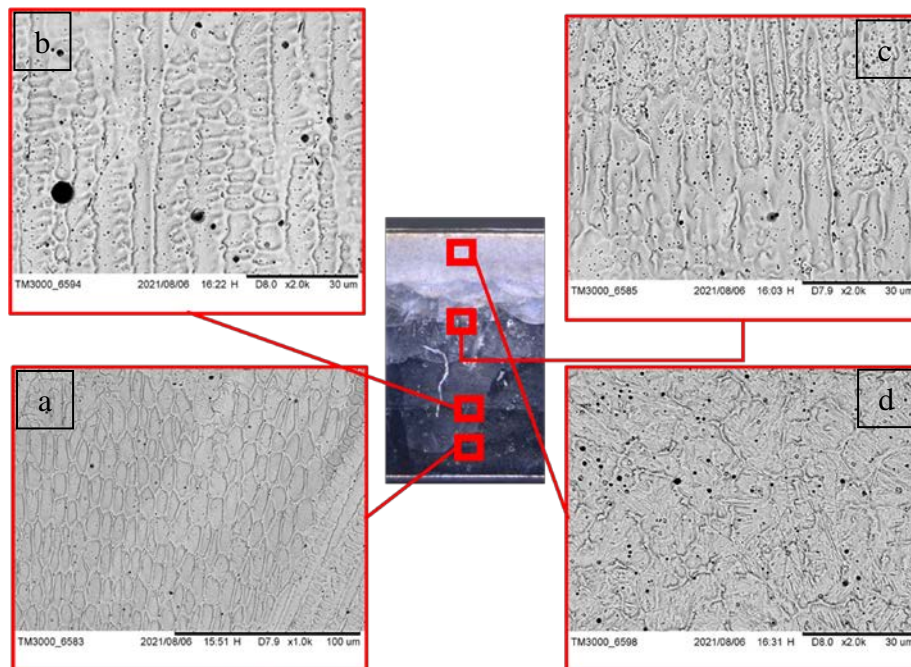 b
TM3000_6594 2021/08/06 16:22 H D8.0 x2.0k 30 um
c
TM3000_6585 2021/08/06 16:03 H D7.9 x2.0k 30 um
a
TM3000_6583 2021/08/06 15:51 H D7.9 x1.0k 100 um
d
TM3000_6598 2021/08/06 16:31 H D8.0 x2.0k 30 um